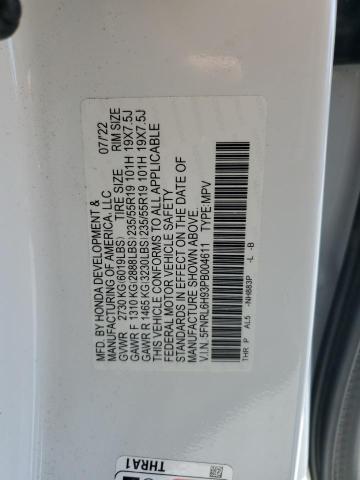 MFD. BY HONDA DEVELOPMENT & 07/'22
MANUFACTURING OF AMERICA, LLC
TIRE SIZE RIM SIZE
GVWR 2730 KG(6019LBS)
GAWR F 1310 KG(2888LBS) 235/55R19 101H 19X7.5J
GAWR R 1465 KG(3230LBS) 235/55R19 101H 19X7.5J
THIS VEHICLE CONFORMS TO ALL APPLICABLE
FEDERAL MOTOR VEHICLE SAFETY
STANDARDS IN EFFECT ON THE DATE OF
MANUFACTURE SHOWN ABOVE.
V.I.N. 5FNRL6H93PB004611 TYPE:MPV
THR P AL5 -NH883P -L -B
THRA1